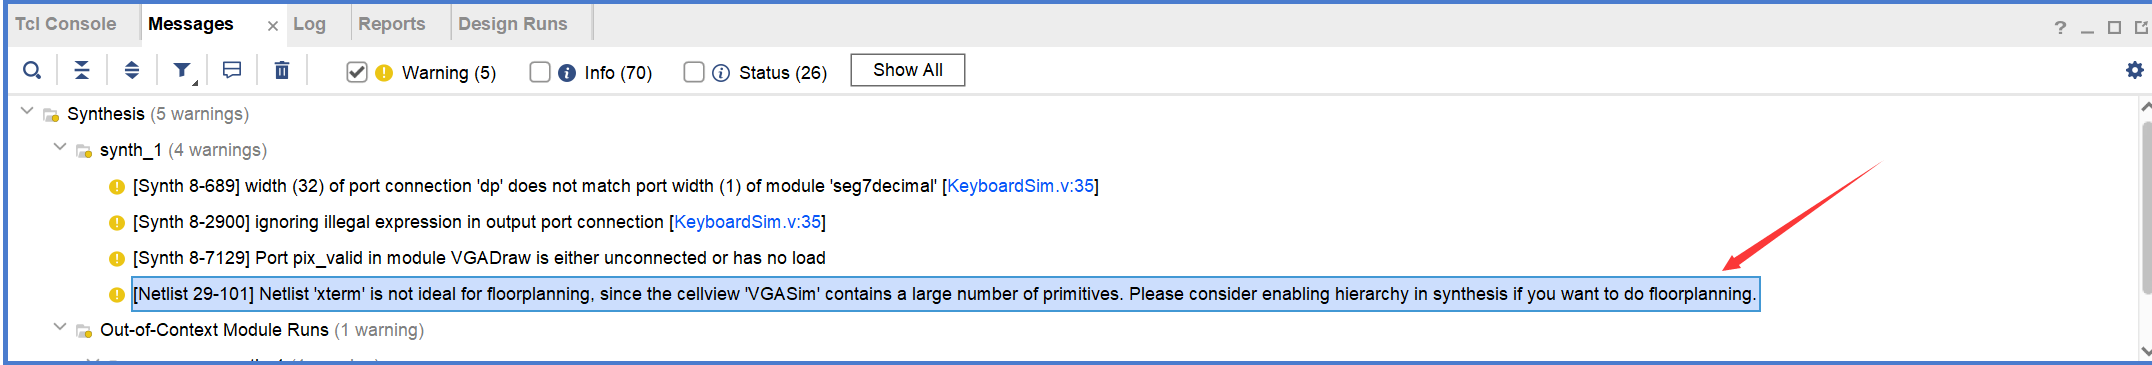 Tcl Console Messages × Log Reports Design Runs ?
Warning (5) Info (70) Status (26) Show All
Synthesis (5 warnings)
synth_1 (4 warnings)
[Synth 8-689] width (32) of port connection 'dp' does not match port width (1) of module 'seg7decimal' [KeyboardSim.v:35]
[Synth 8-2900] ignoring illegal expression in output port connection [KeyboardSim.v:35]
[Synth 8-7129] Port pix_valid in module VGADraw is either unconnected or has no load
[Netlist 29-101] Netlist 'xterm' is not ideal for floorplanning, since the cellview 'VGASim' contains a large number of primitives. Please consider enabling hierarchy in synthesis if you want to do floorplanning.
Out-of-Context Module Runs (1 warning)